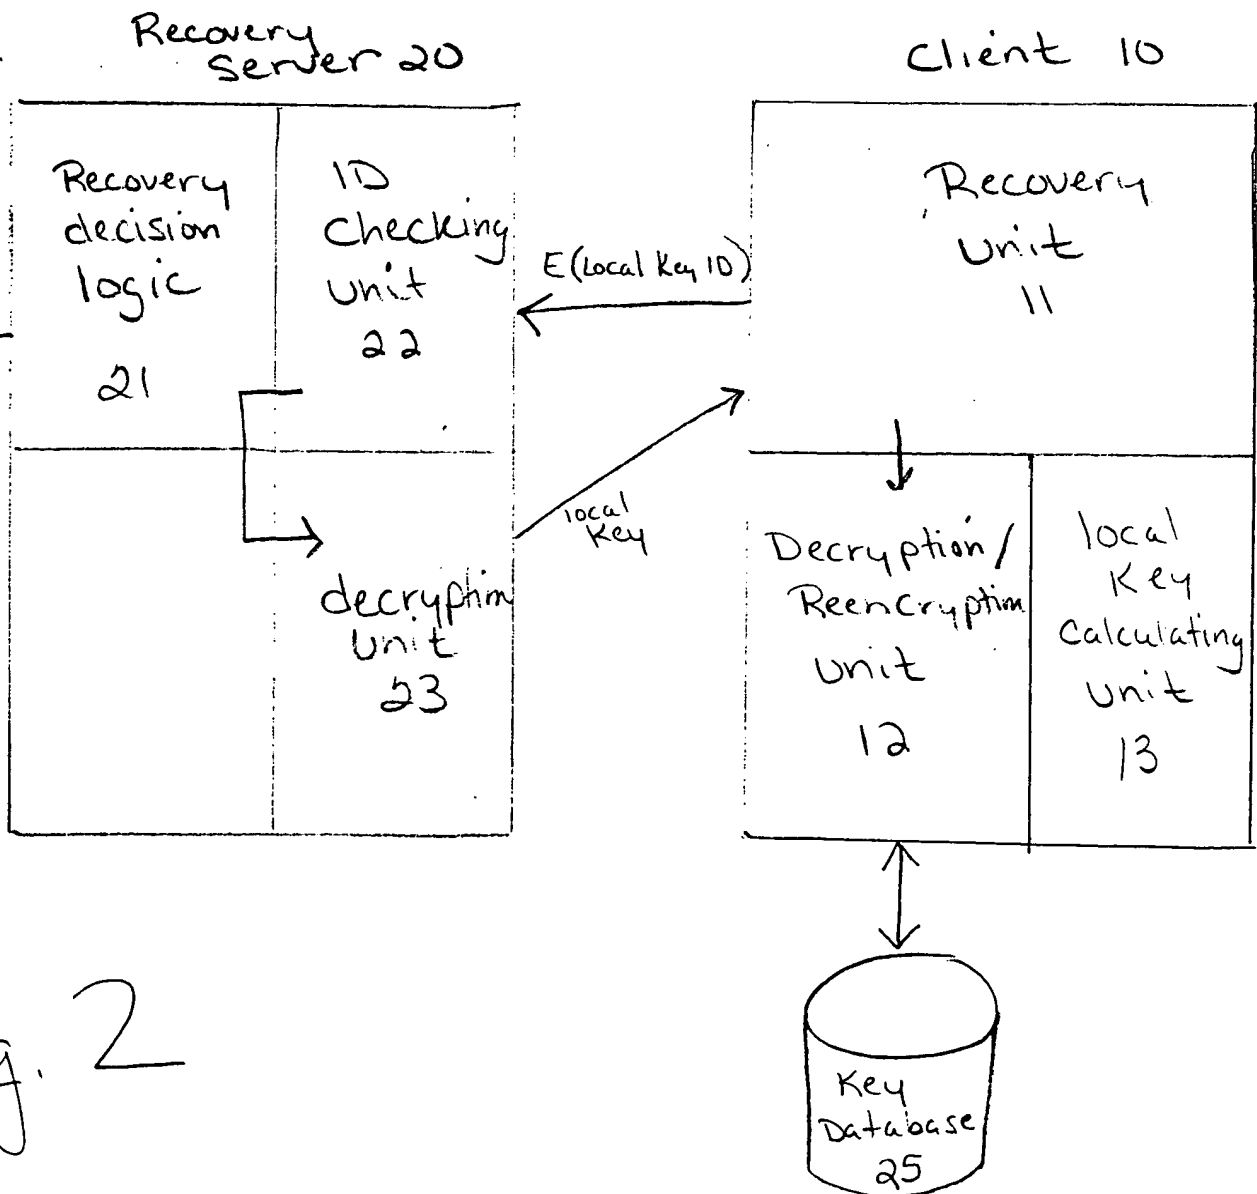 Recovery
Server 20
Client 10
Recovery
decision
logic
21
ID
Checking
unit
22
E(Local Key ID)
Recovery
unit
11
local
Key
decryption
unit
23
Decryption/
Reencryption
unit
12
local
Key
Calculating
unit
13
Key
Database
25
g. 2